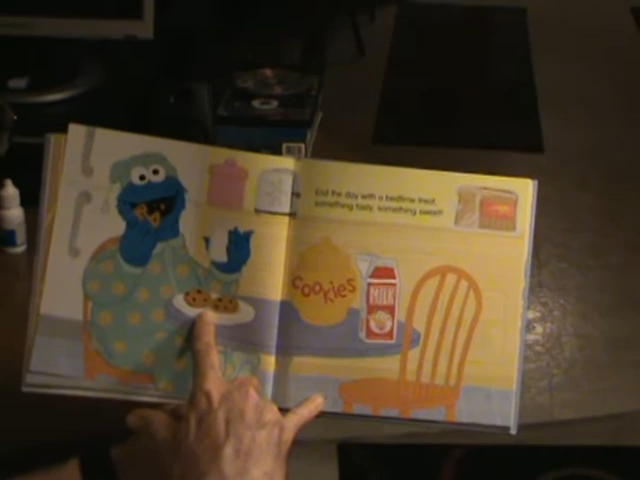 End the day with a bedtime treat,
something tasty, something sweet!
cookies
MILK